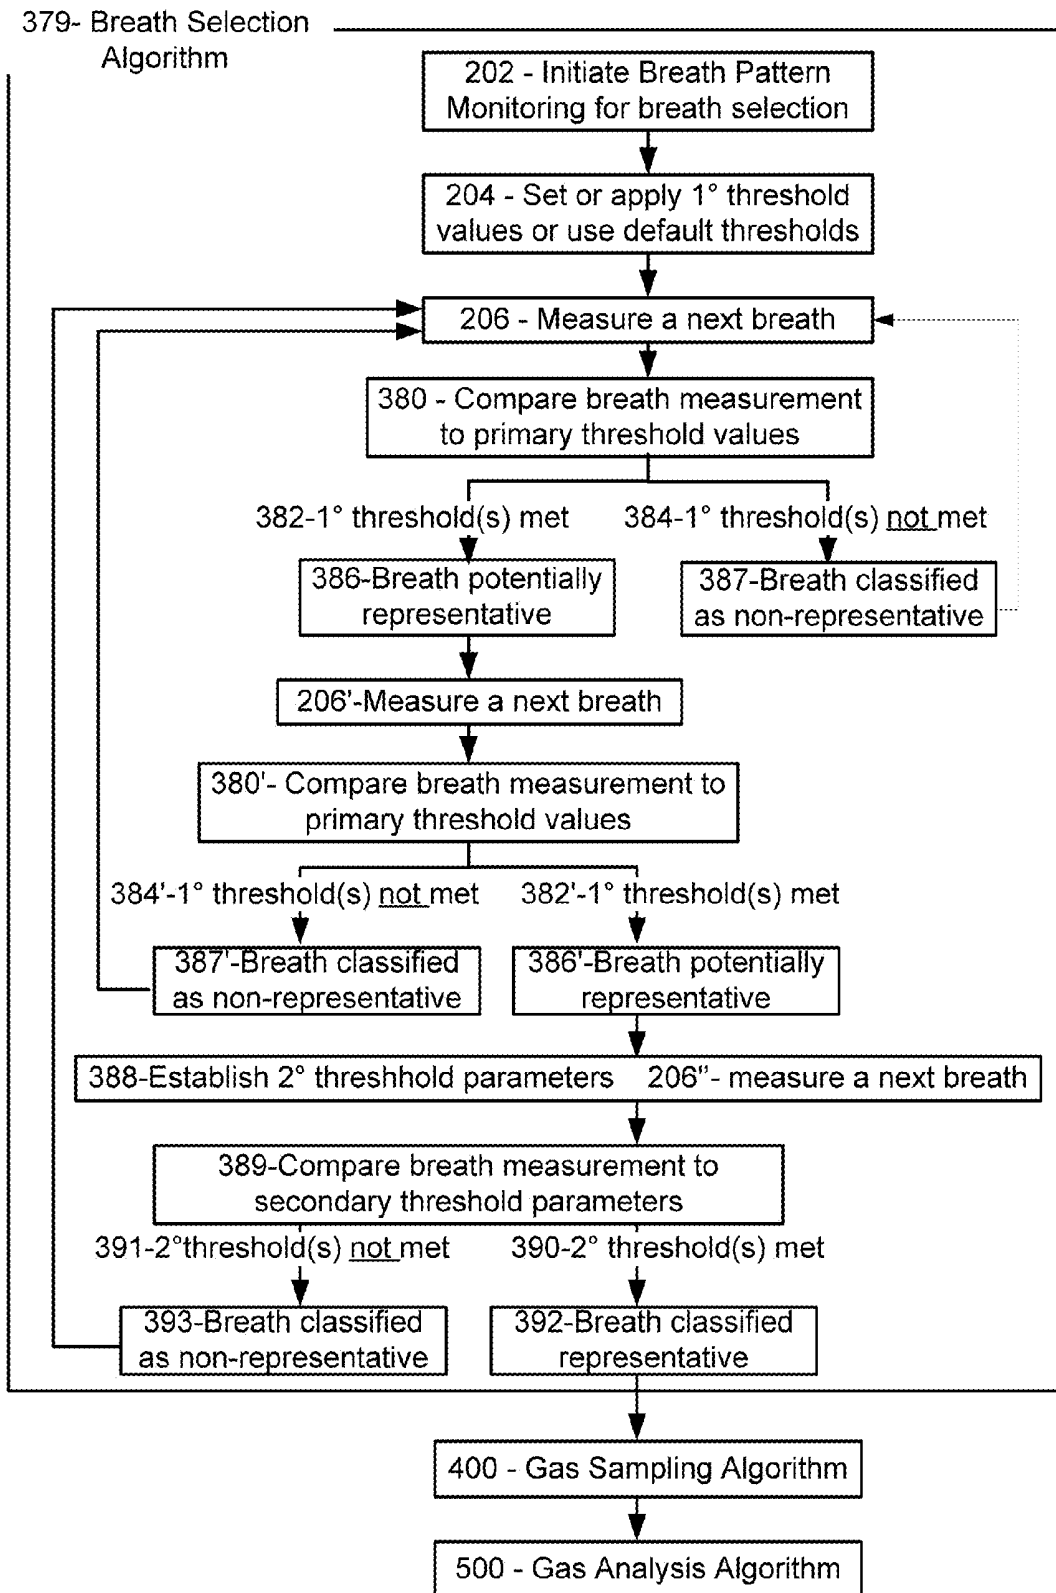 379- Breath Selection
Algorithm
202 - Initiate Breath Pattern
Monitoring for breath selection
204 - Set or apply 1° threshold
values or use default thresholds
206 - Measure a next breath
380 - Compare breath measurement
to primary threshold values
382-1° threshold(s) met
384-1° threshold(s) not met
386-Breath potentially
representative
387-Breath classified
as non-representative
206'-Measure a next breath
380'- Compare breath measurement to
primary threshold values
384'-1° threshold(s) not met
382'-1° threshold(s) met
387'-Breath classified
as non-representative
386'-Breath potentially
representative
388-Establish 2° threshhold parameters 206''- measure a next breath
389-Compare breath measurement to
secondary threshold parameters
391-2°threshold(s) not met
390-2° threshold(s) met
393-Breath classified
as non-representative
392-Breath classified
representative
400 - Gas Sampling Algorithm
500 - Gas Analysis Algorithm